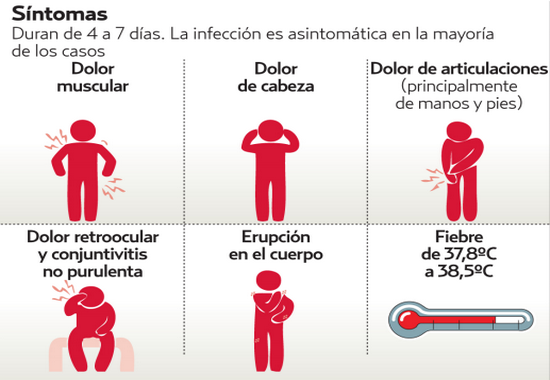 Síntomas
Duran de 4 a 7 días. La infección es asintomática en la mayoría
de los casos
Dolor
muscular
Dolor
de cabeza
Dolor de articulaciones
(principalmente
de manos y pies)
Dolor retroocular
y conjuntivitis
no purulenta
Erupción
en el cuerpo
Fiebre
de 37,8ºC
a 38,5ºC